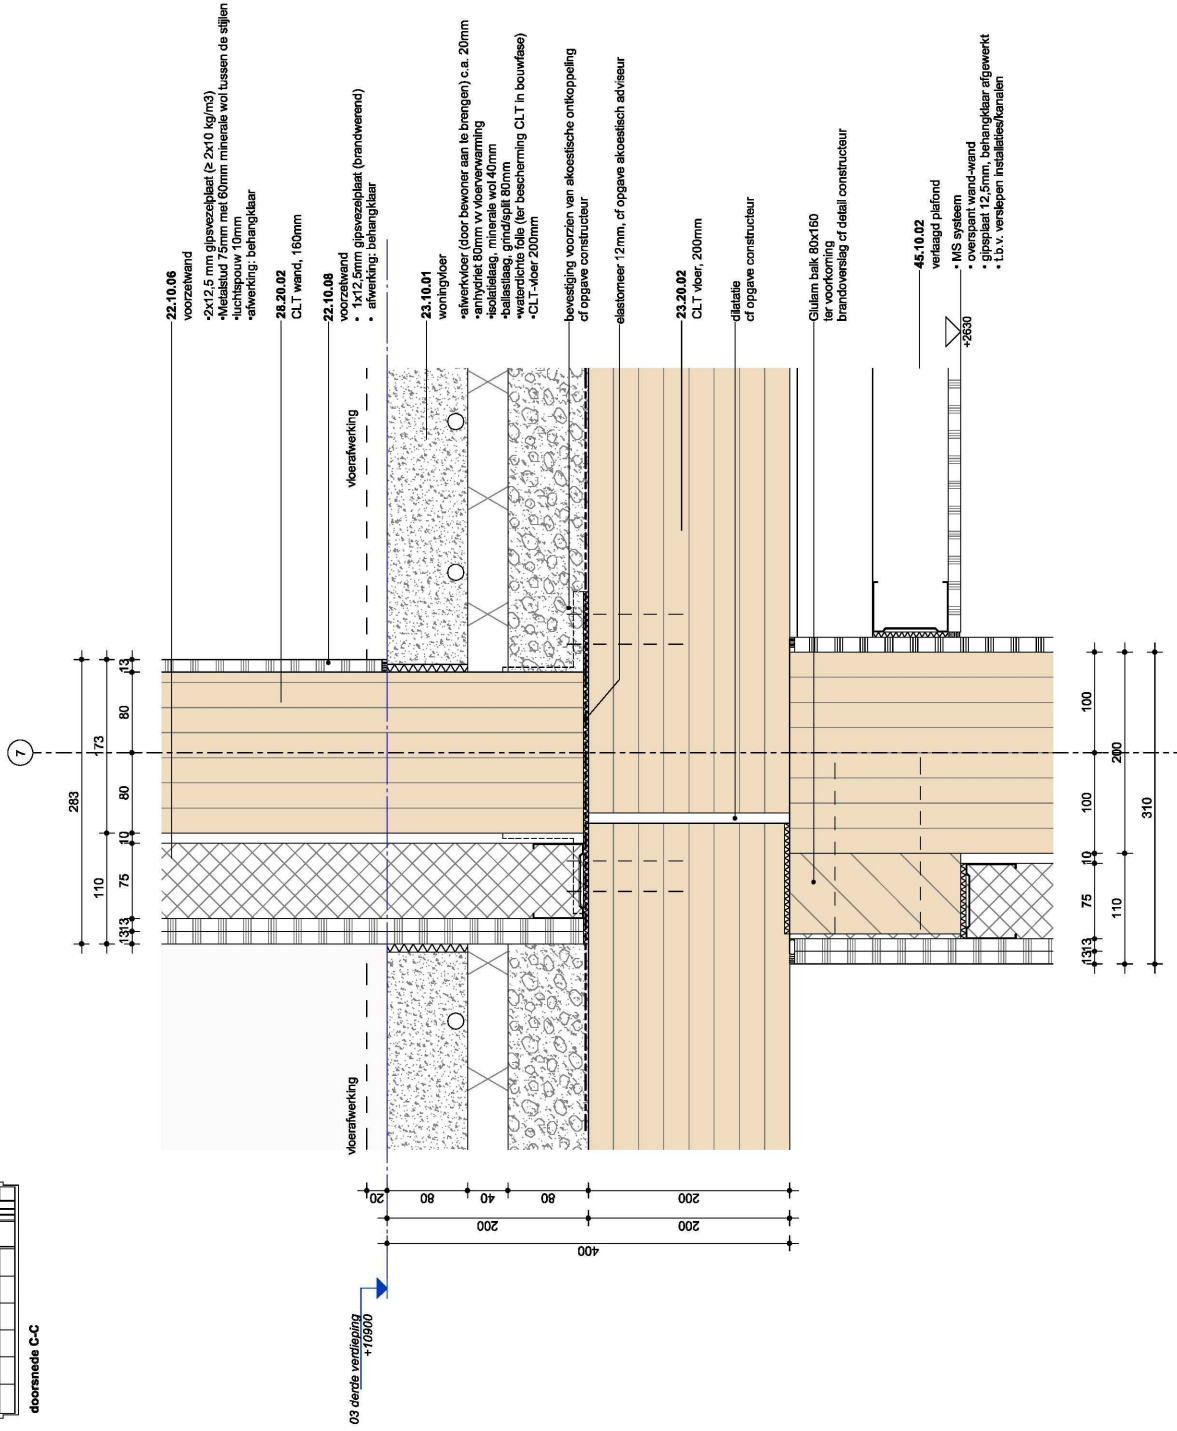 7
283
173
110
13
80
80
10
75
1313
22.10.06
voorzetwand
•2x12,5 mm gipsvezelplaat (≥ 2x10 kg/m3)
•Metalstud 75mm met 60mm minerale wol tussen de stijlen
•luchtspouw 10mm
•afwerking: behangklaar
28.20.02
CLT wand, 160mm
22.10.08
voorzetwand
• 1x12,5mm gipsvezelplaat (brandwerend)
• afwerking: behangklaar
23.10.01
woningvloer
•afwerkvloer (door bewoner aan te brengen) c.a. 20mm
•anhydriet 80mm vv vloerverwarming
•isolatielaag, minerale wol 40mm
•ballastlaag, grind/split 80mm
•waterdichte folie (ter bescherming CLT in bouwfase)
•CLT-vloer 200mm
bevestiging voorzien van akoestische ontkoppeling
cf opgave constructeur
elastomeer 12mm, cf opgave akoestisch adviseur
23.20.02
CLT vloer, 200mm
dilatatie
cf opgave constructeur
Glulam balk 80x160
ter voorkoming
brandoverslag cf detail constructeur
45.10.02
verlaagd plafond
• MS systeem
• overspant wand-wand
• gipsplaat 12,5mm, behangklaar afgewerkt
• t.b.v. verslepen installaties/kanalen
+2630
vloerafwerking
vloerafwerking
20
80
40
80
200
200
200
400
03 derde verdieping
+10900
100
100
10
75
1313
200
110
310
doorsnede C-C